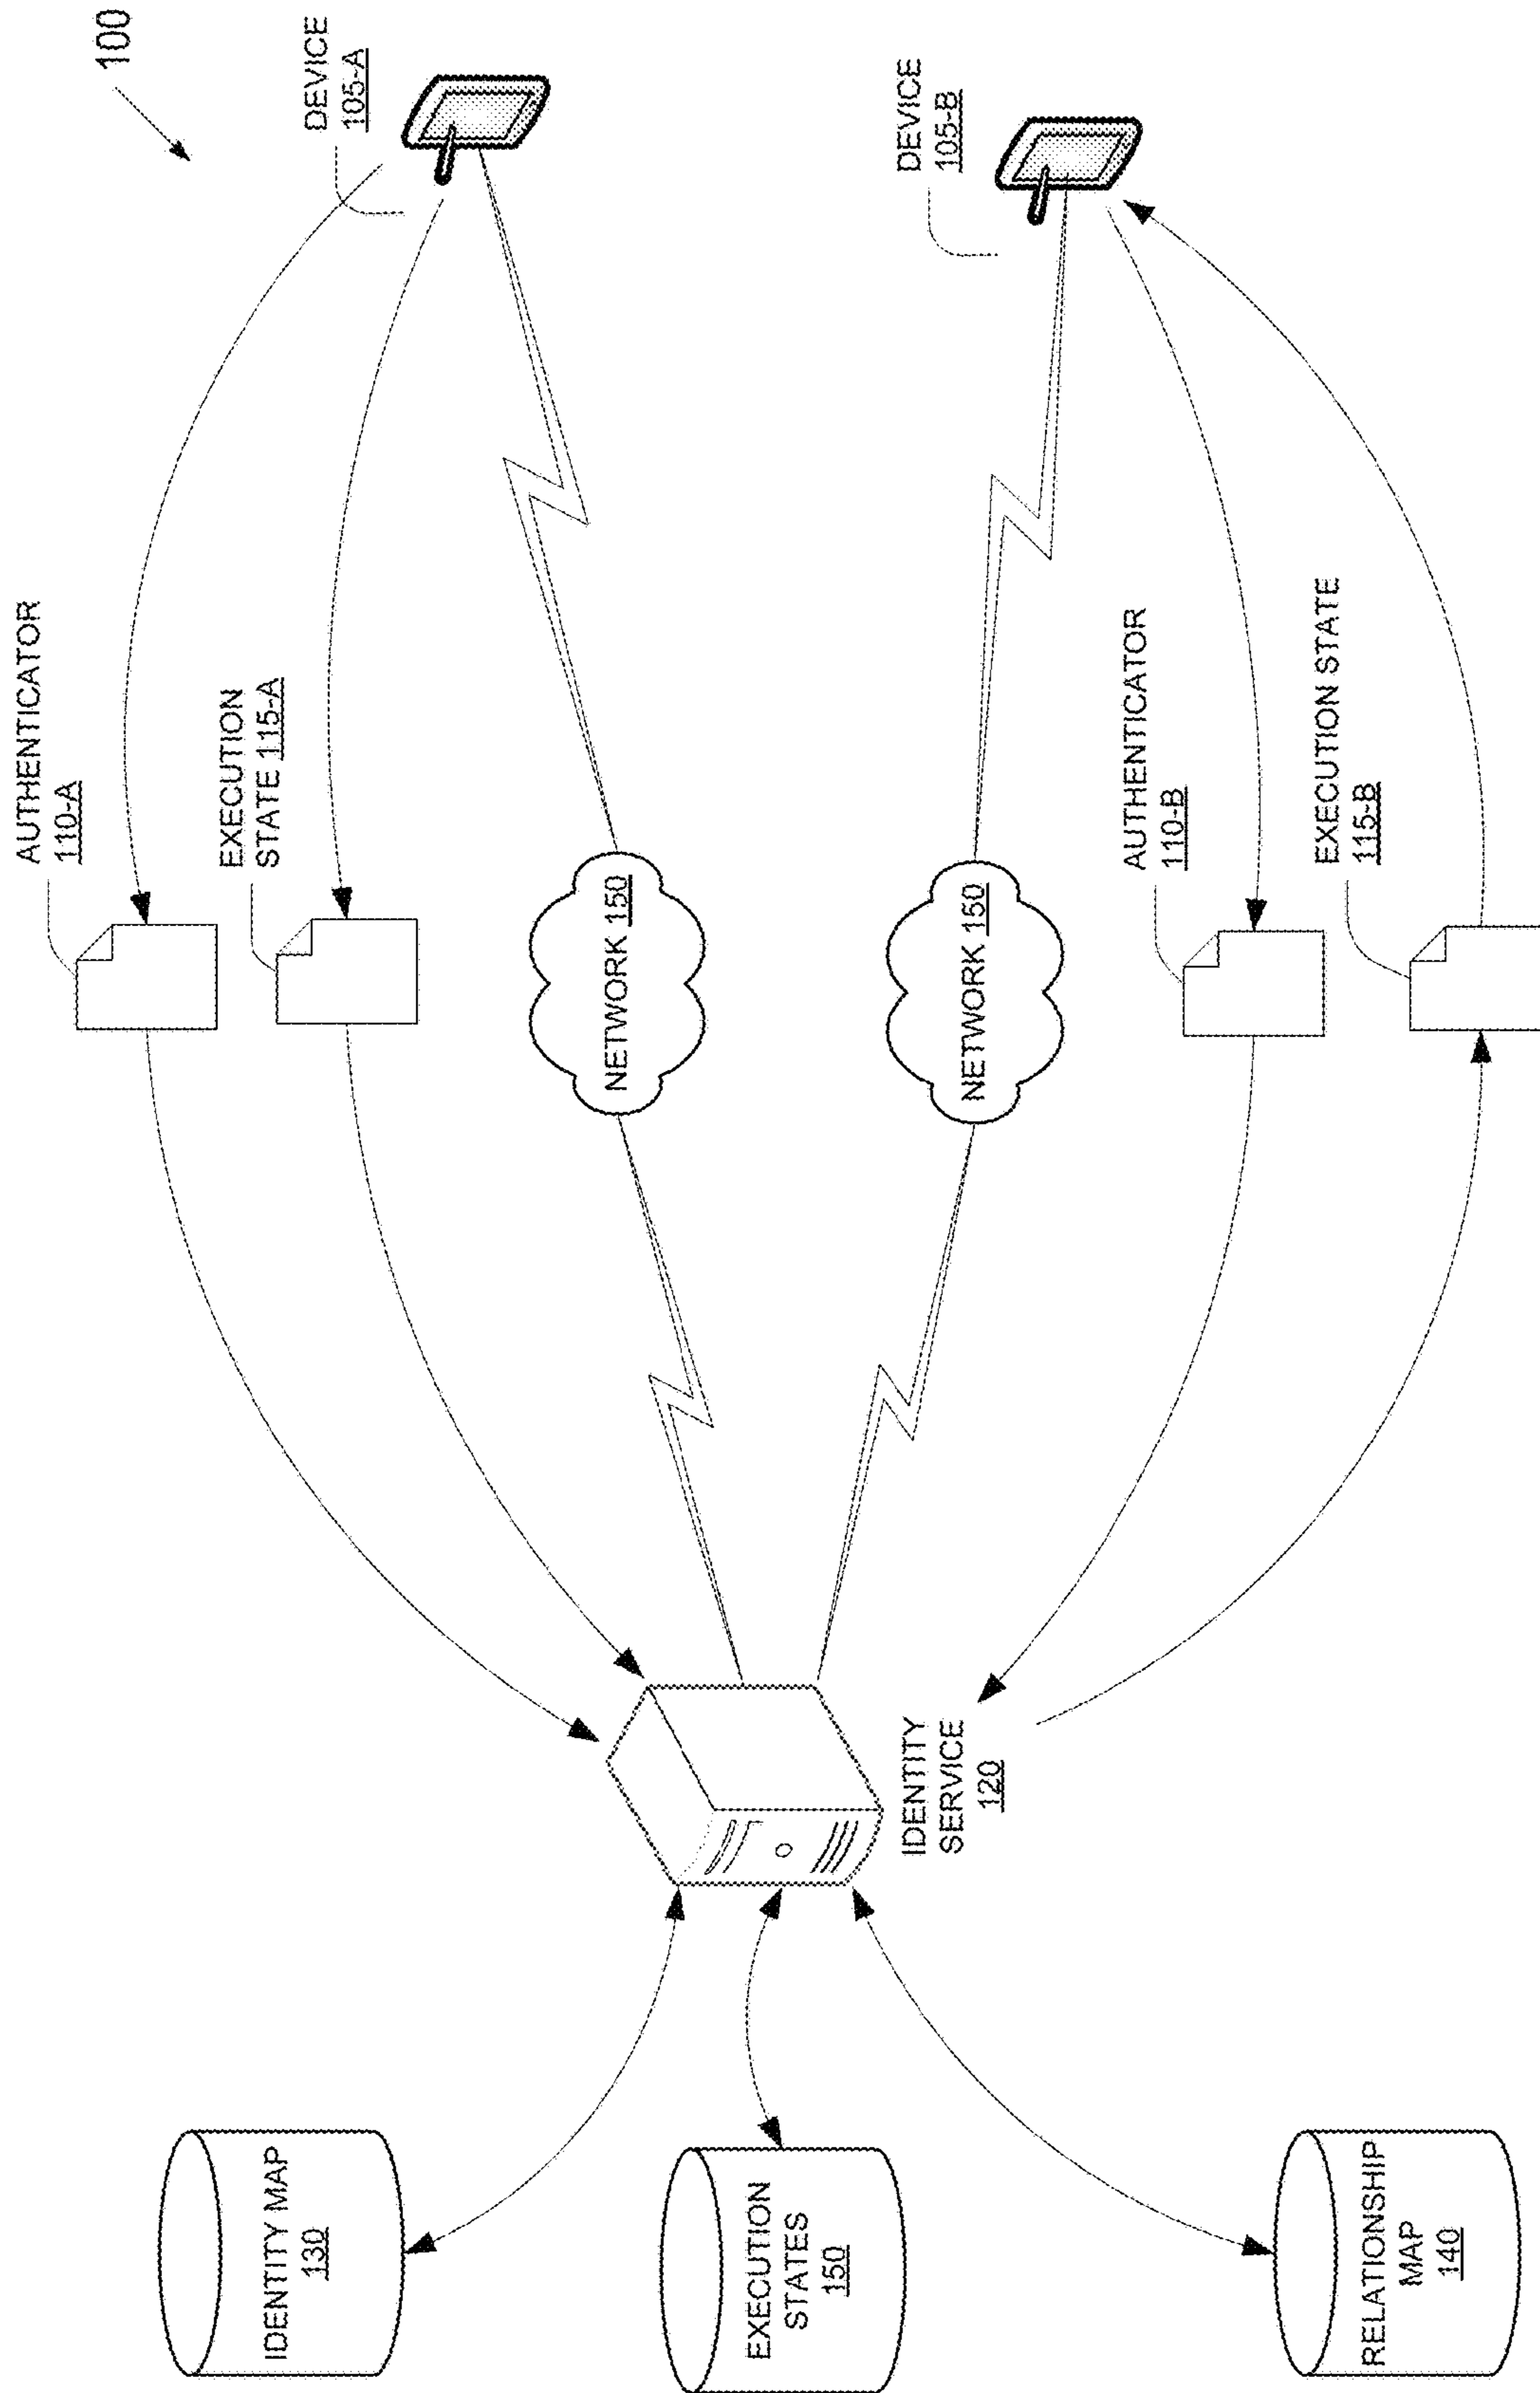 100
DEVICE
105-A
AUTHENTICATOR
110-A
EXECUTION
STATE 115-A
NETWORK 150
IDENTITY MAP
130
EXECUTION
STATES
150
IDENTITY
SERVICE
120
NETWORK 150
DEVICE
105-B
AUTHENTICATOR
110-B
EXECUTION STATE
115-B
RELATIONSHIP
MAP
140